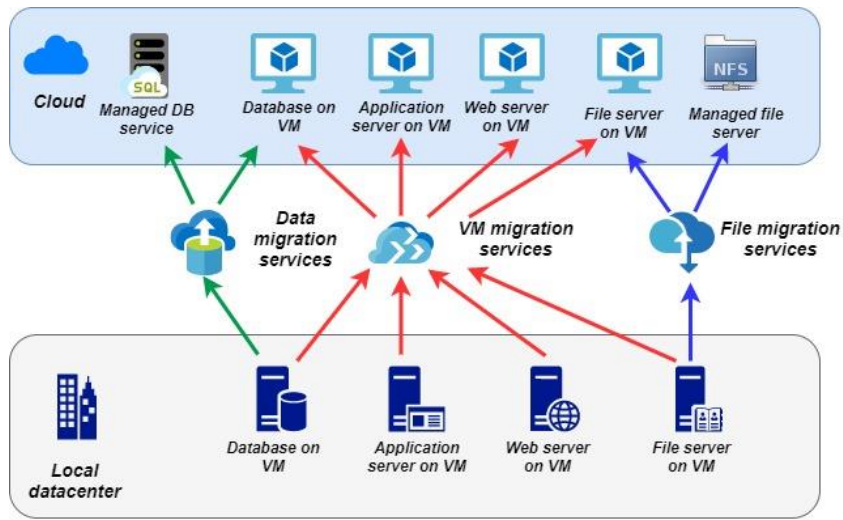 Cloud
SQL
Managed DB
service
Database on
VM
Application
server on VM
Web server
on VM
File server
on VM
NFS
Managed file
server
Data
migration
services
VM migration
services
File migration
services
Local
datacenter
Database on
VM
Application
server on VM
Web server
on VM
File server
on VM